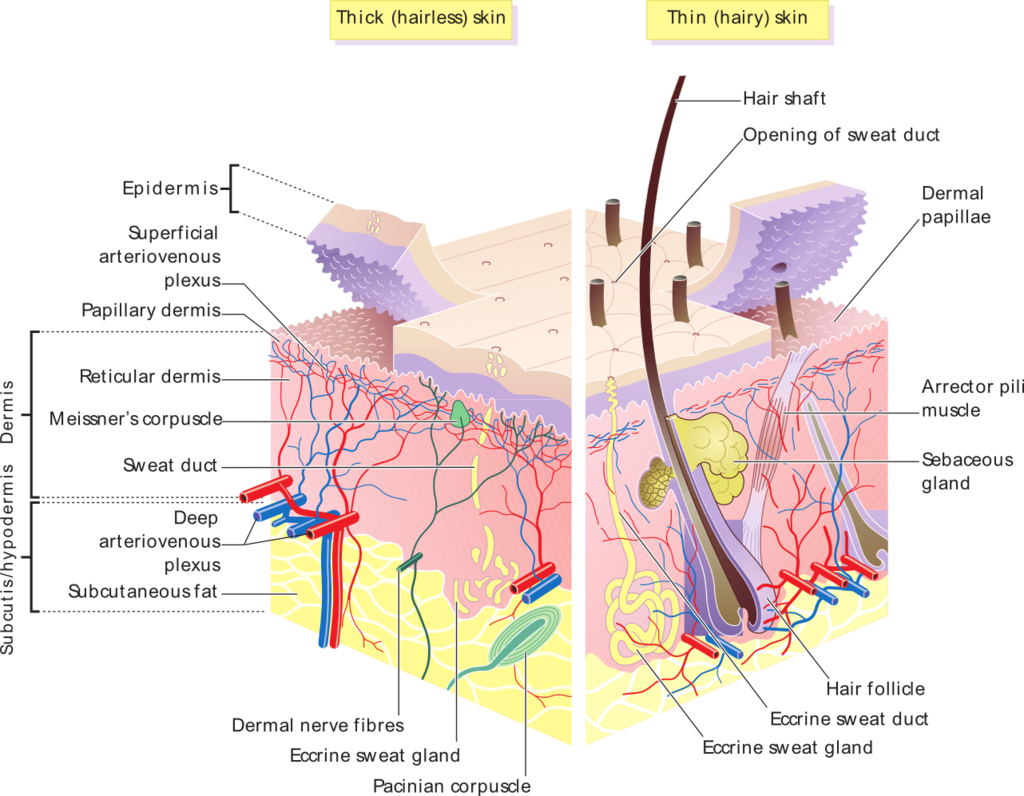 Thick (hairless) skin
Thin (hairy) skin
Hair shaft
Opening of sweat duct
Epidermis
Dermal
papillae
Superficial
arteriovenous
plexus
Papillary dermis
Reticular dermis
Meissner's corpuscle
Sweat duct
Deep
arteriovenous
plexus
Subcutaneous fat
Dermis
Subcutis/hypodermis
Arrector pili
muscle
Sebaceous
gland
Hair follicle
Eccrine sweat duct
Eccrine sweat gland
Dermal nerve fibres
Eccrine sweat gland
Pacinian corpuscle